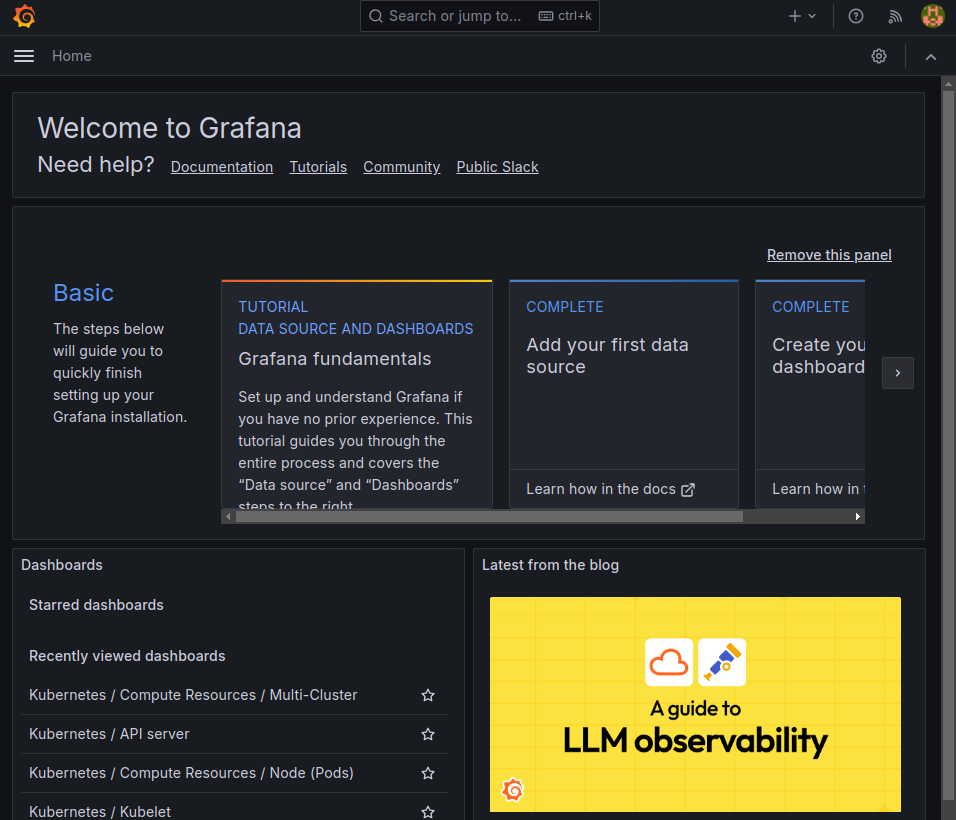 Search or jump to... ctrl+k
Home
Welcome to Grafana
Need help? Documentation Tutorials Community Public Slack
Remove this panel
Basic
The steps below
will guide you to
quickly finish
setting up your
Grafana installation.
TUTORIAL
DATA SOURCE AND DASHBOARDS
Grafana fundamentals
Set up and understand Grafana if
you have no prior experience. This
tutorial guides you through the
entire process and covers the
“Data source” and “Dashboards”
steps to the right.
COMPLETE
Add your first data
source
Learn how in the docs
COMPLETE
Create you
dashboard
Learn how in
Dashboards
Starred dashboards
Recently viewed dashboards
Kubernetes / Compute Resources / Multi-Cluster
Kubernetes / API server
Kubernetes / Compute Resources / Node (Pods)
Kubernetes / Kubelet
Latest from the blog
A guide to
LLM observability